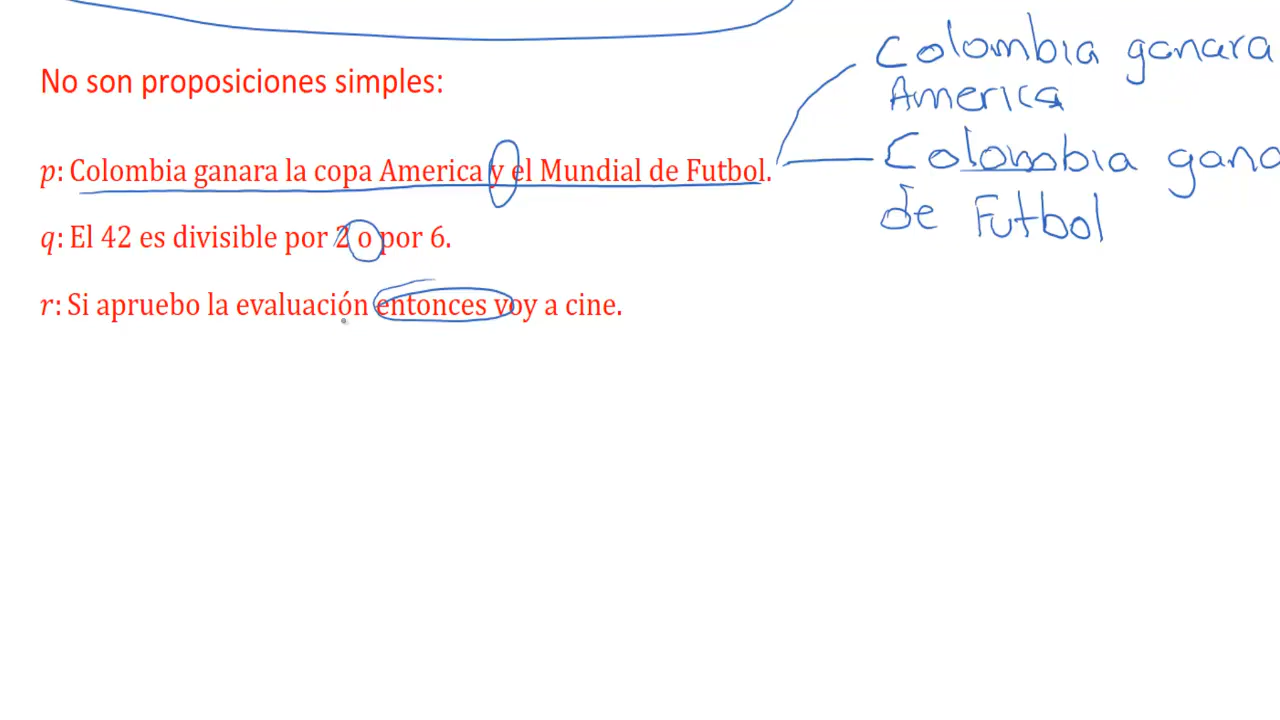 No son proposiciones simples:
p: Colombia ganara la copa America y el Mundial de Futbol.
q: El 42 es divisible por 2 o por 6.
r: Si apruebo la evaluación entonces voy a cine.
Colombia ganara
America
Colombia gana
de Futbol